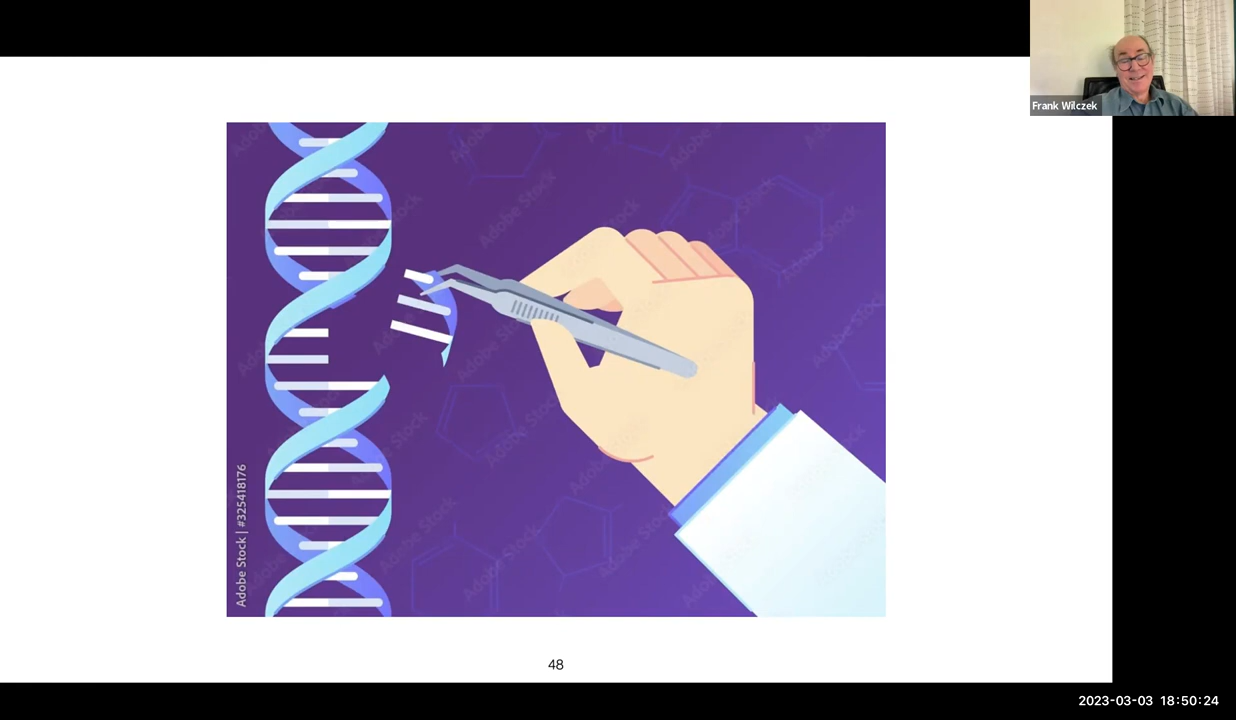 Frank Wilczek
Adobe Stock | #325418176
48
2023-03-03 18:50:24